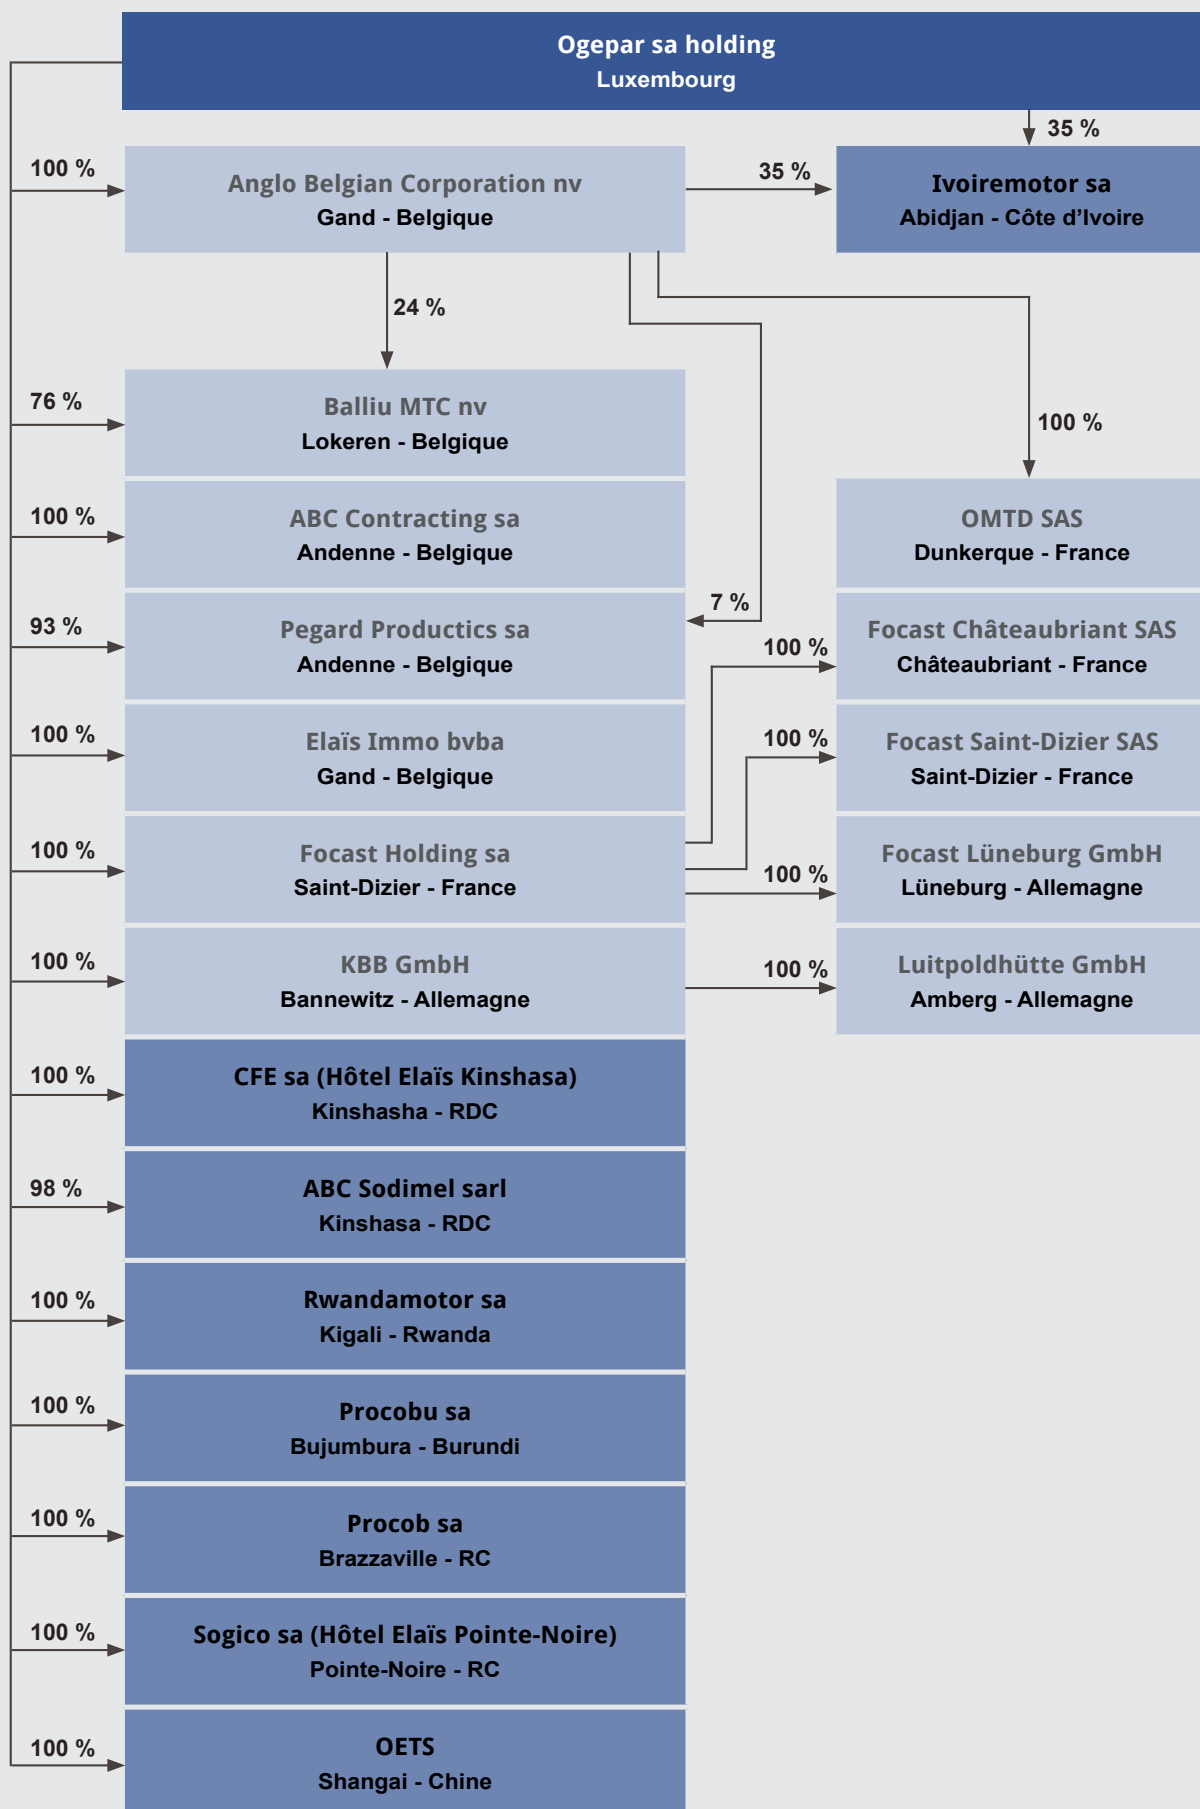 Ogepar sa holding
Luxembourg
35 %
100 %
Anglo Belgian Corporation nv
Gand - Belgique
35 %
Ivoiremotor sa
Abidjan - Côte d’Ivoire
24 %
76 %
Balliu MTC nv
Lokeren - Belgique
100 %
100 %
ABC Contracting sa
Andenne - Belgique
OMTD SAS
Dunkerque - France
93 %
Pegard Productics sa
Andenne - Belgique
7 %
100 %
Focast Châteaubriant SAS
Châteaubriant - France
100 %
Elaïs Immo bvba
Gand - Belgique
100 %
Focast Saint-Dizier SAS
Saint-Dizier - France
100 %
Focast Holding sa
Saint-Dizier - France
100 %
Focast Lüneburg GmbH
Lüneburg - Allemagne
100 %
KBB GmbH
Bannewitz - Allemagne
100 %
Luitpoldhütte GmbH
Amberg - Allemagne
100 %
CFE sa (Hôtel Elaïs Kinshasa)
Kinshasha - RDC
98 %
ABC Sodimel sarl
Kinshasa - RDC
100 %
Rwandamotor sa
Kigali - Rwanda
100 %
Procobu sa
Bujumbura - Burundi
100 %
Procob sa
Brazzaville - RC
100 %
Sogico sa (Hôtel Elaïs Pointe-Noire)
Pointe-Noire - RC
100 %
OETS
Shangai - Chine